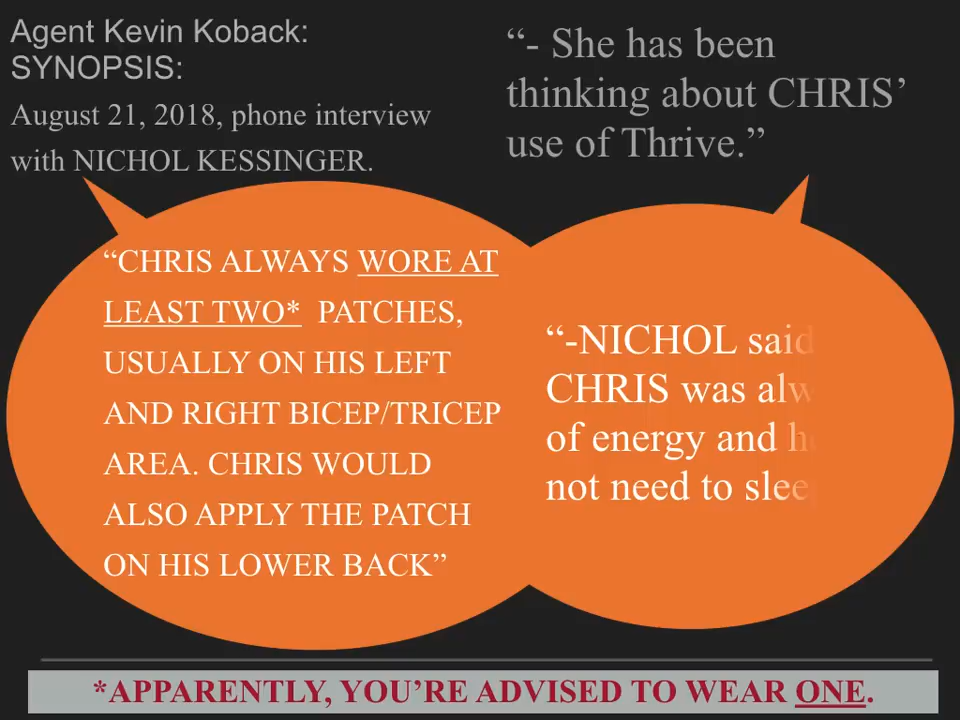 Agent Kevin Koback:
SYNOPSIS:
August 21, 2018, phone interview
with NICHOL KESSINGER.
“- She has been
thinking about CHRIS’
use of Thrive.”
“CHRIS ALWAYS WORE AT
LEAST TWO* PATCHES,
USUALLY ON HIS LEFT
AND RIGHT BICEP/TRICEP
AREA. CHRIS WOULD
ALSO APPLY THE PATCH
ON HIS LOWER BACK”
“-NICHOL said
CHRIS was
of energy and
not need to
*APPARENTLY, YOU’RE ADVISED TO WEAR ONE.